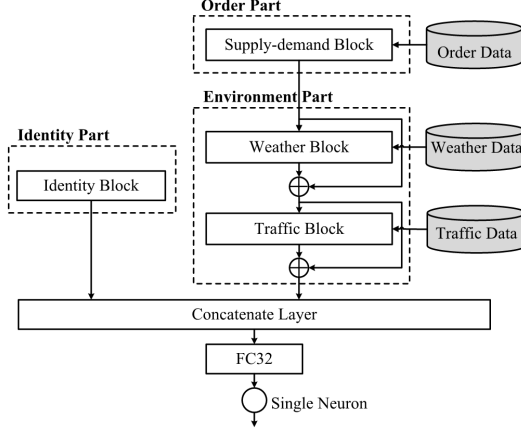 Order Part
Supply-demand Block
Order Data
Environment Part
Identity Part
Weather Block
Weather Data
Identity Block
Traffic Block
Traffic Data
Concatenate Layer
FC32
Single Neuron